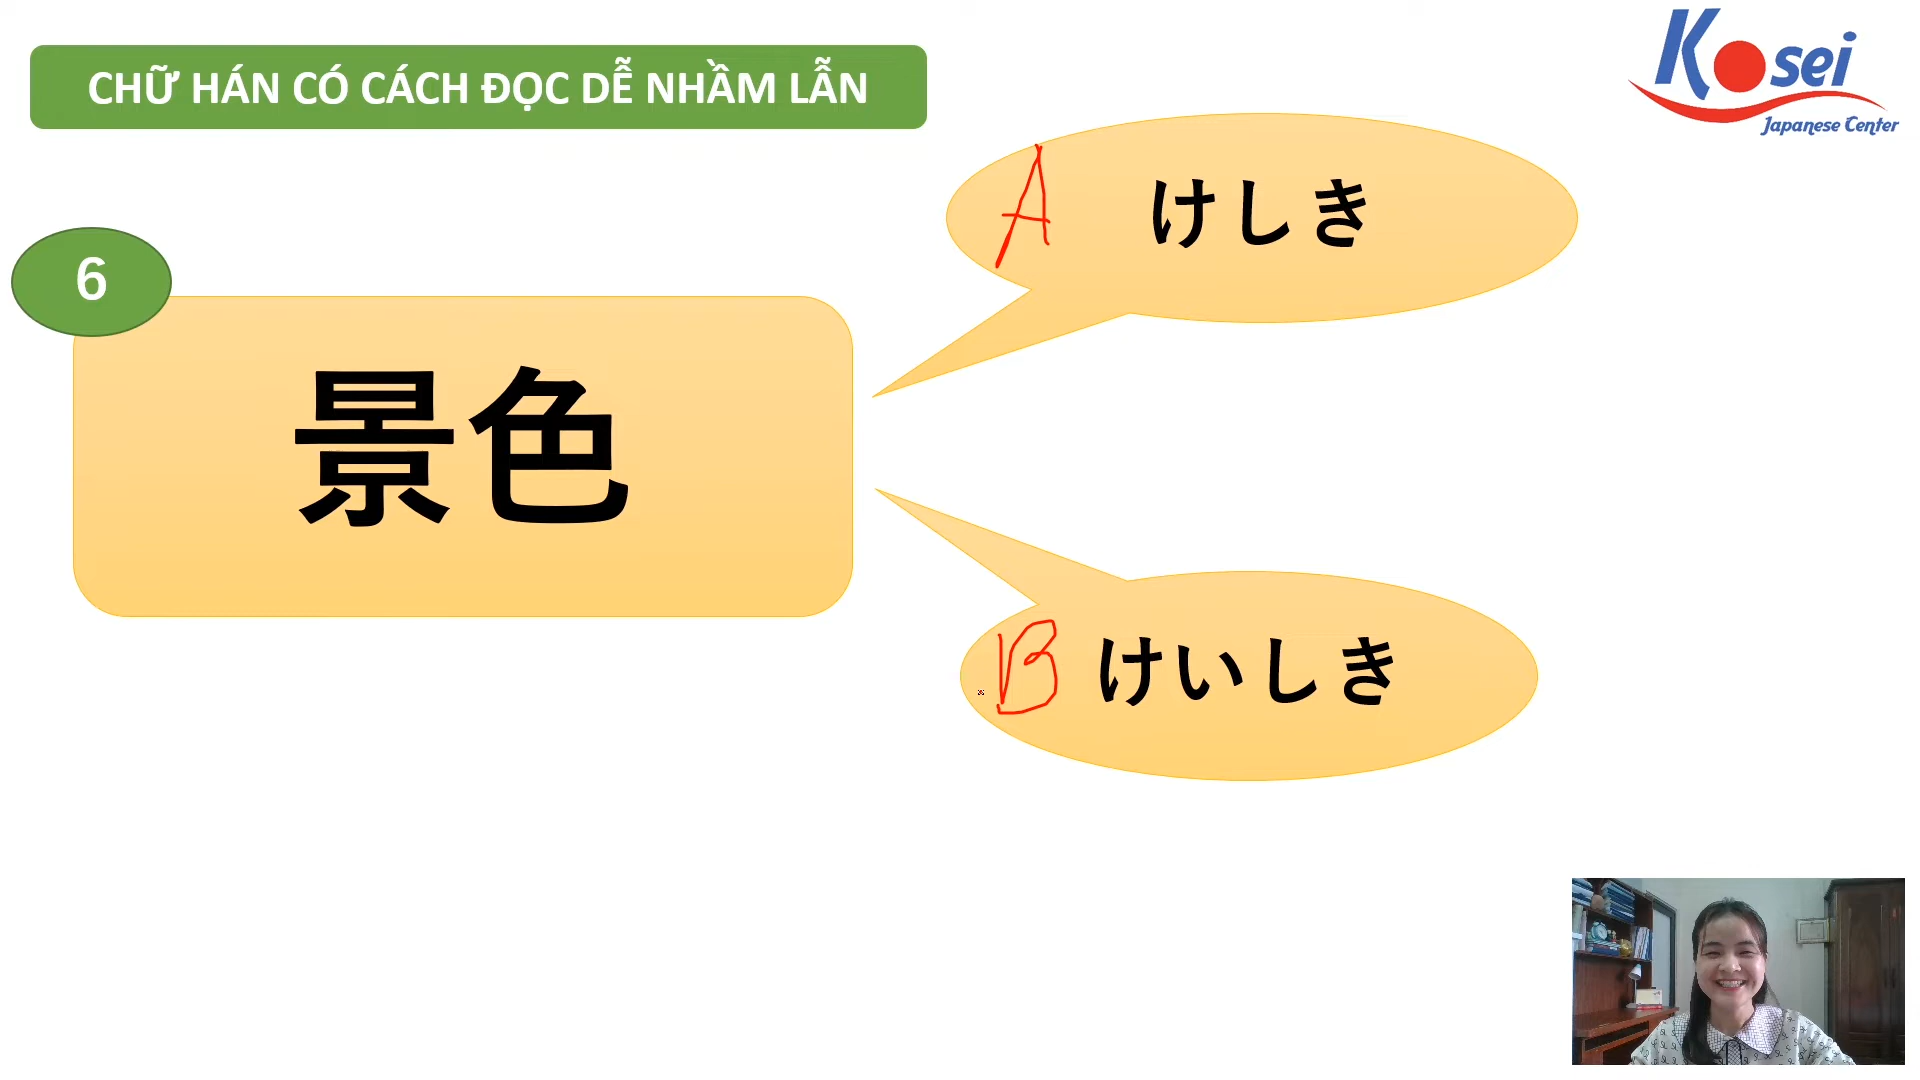 CHỮ HÁN CÓ CÁCH ĐỌC DỄ NHẦM LẪN
Kosei
Japanese Center
A けしき
6
景色
B けいしき